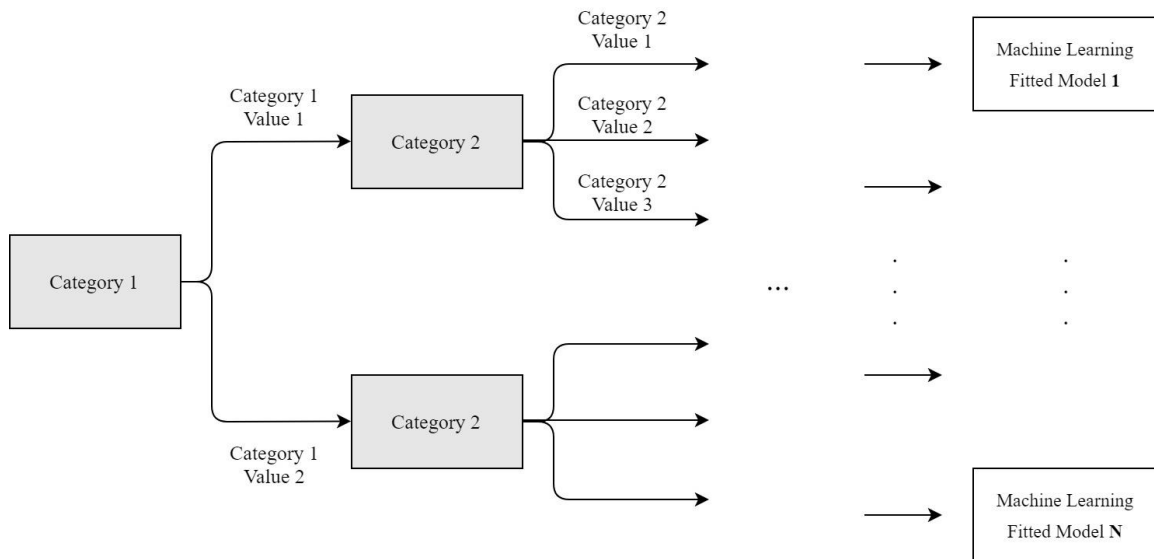 Category 2
Value 1
Machine Learning
Fitted Model 1
Category 1
Value 1
Category 2
Category 2
Value 2
Category 2
Value 3
Category 1
...
.
.
.
.
.
.
Category 2
Category 1
Value 2
Machine Learning
Fitted Model N